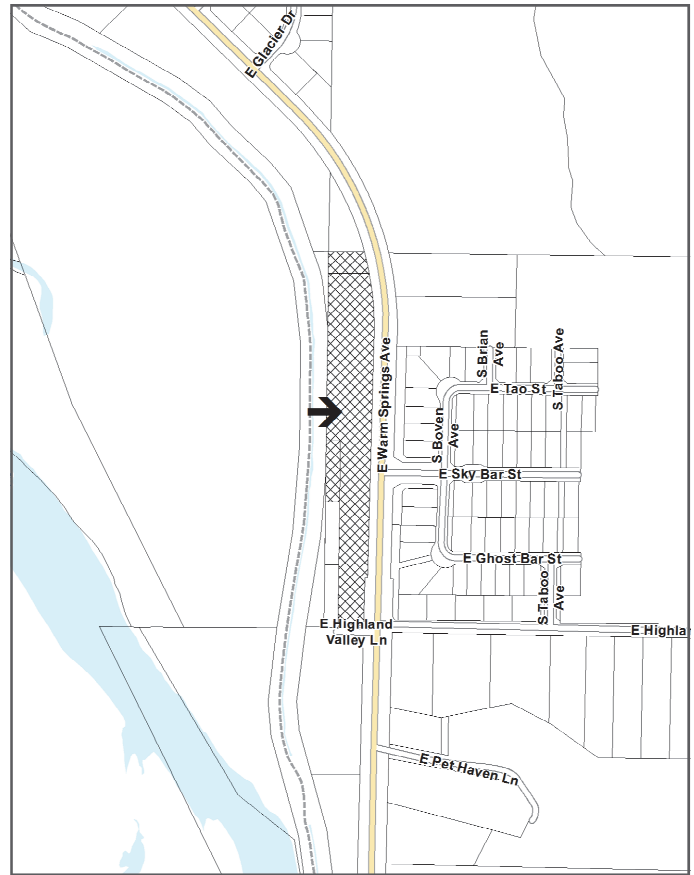 E Glacier Dr
E Warm Springs Ave
S Brian
Ave
S Taboo Ave
E Tao St
S Boven
Ave
E Sky Bar St
E Ghost Bar St
S Taboo
Ave
E Highland
Valley Ln
E Highla
E Pet Haven Ln